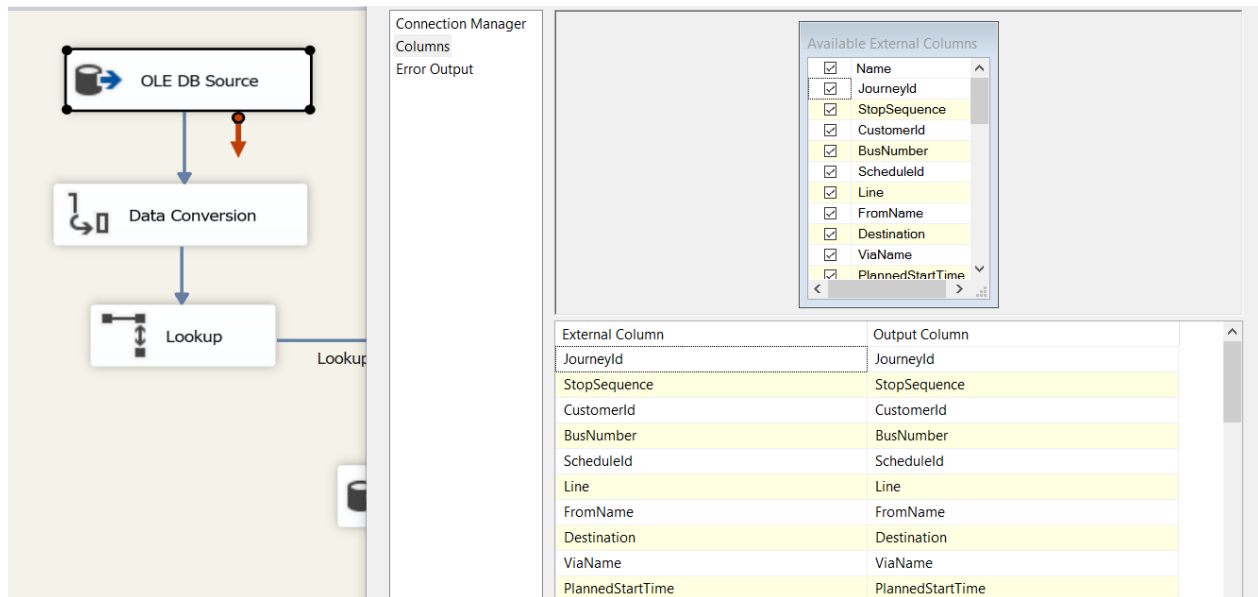 OLE DB Source
Data Conversion
Lookup
Lookup
Connection Manager
Columns
Error Output
Available External Columns
Name
JourneyId
StopSequence
CustomerId
BusNumber
ScheduleId
Line
FromName
Destination
ViaName
PlannedStartTime
External Column Output Column
JourneyId JourneyId
StopSequence StopSequence
CustomerId CustomerId
BusNumber BusNumber
ScheduleId ScheduleId
Line Line
FromName FromName
Destination Destination
ViaName ViaName
PlannedStartTime PlannedStartTime